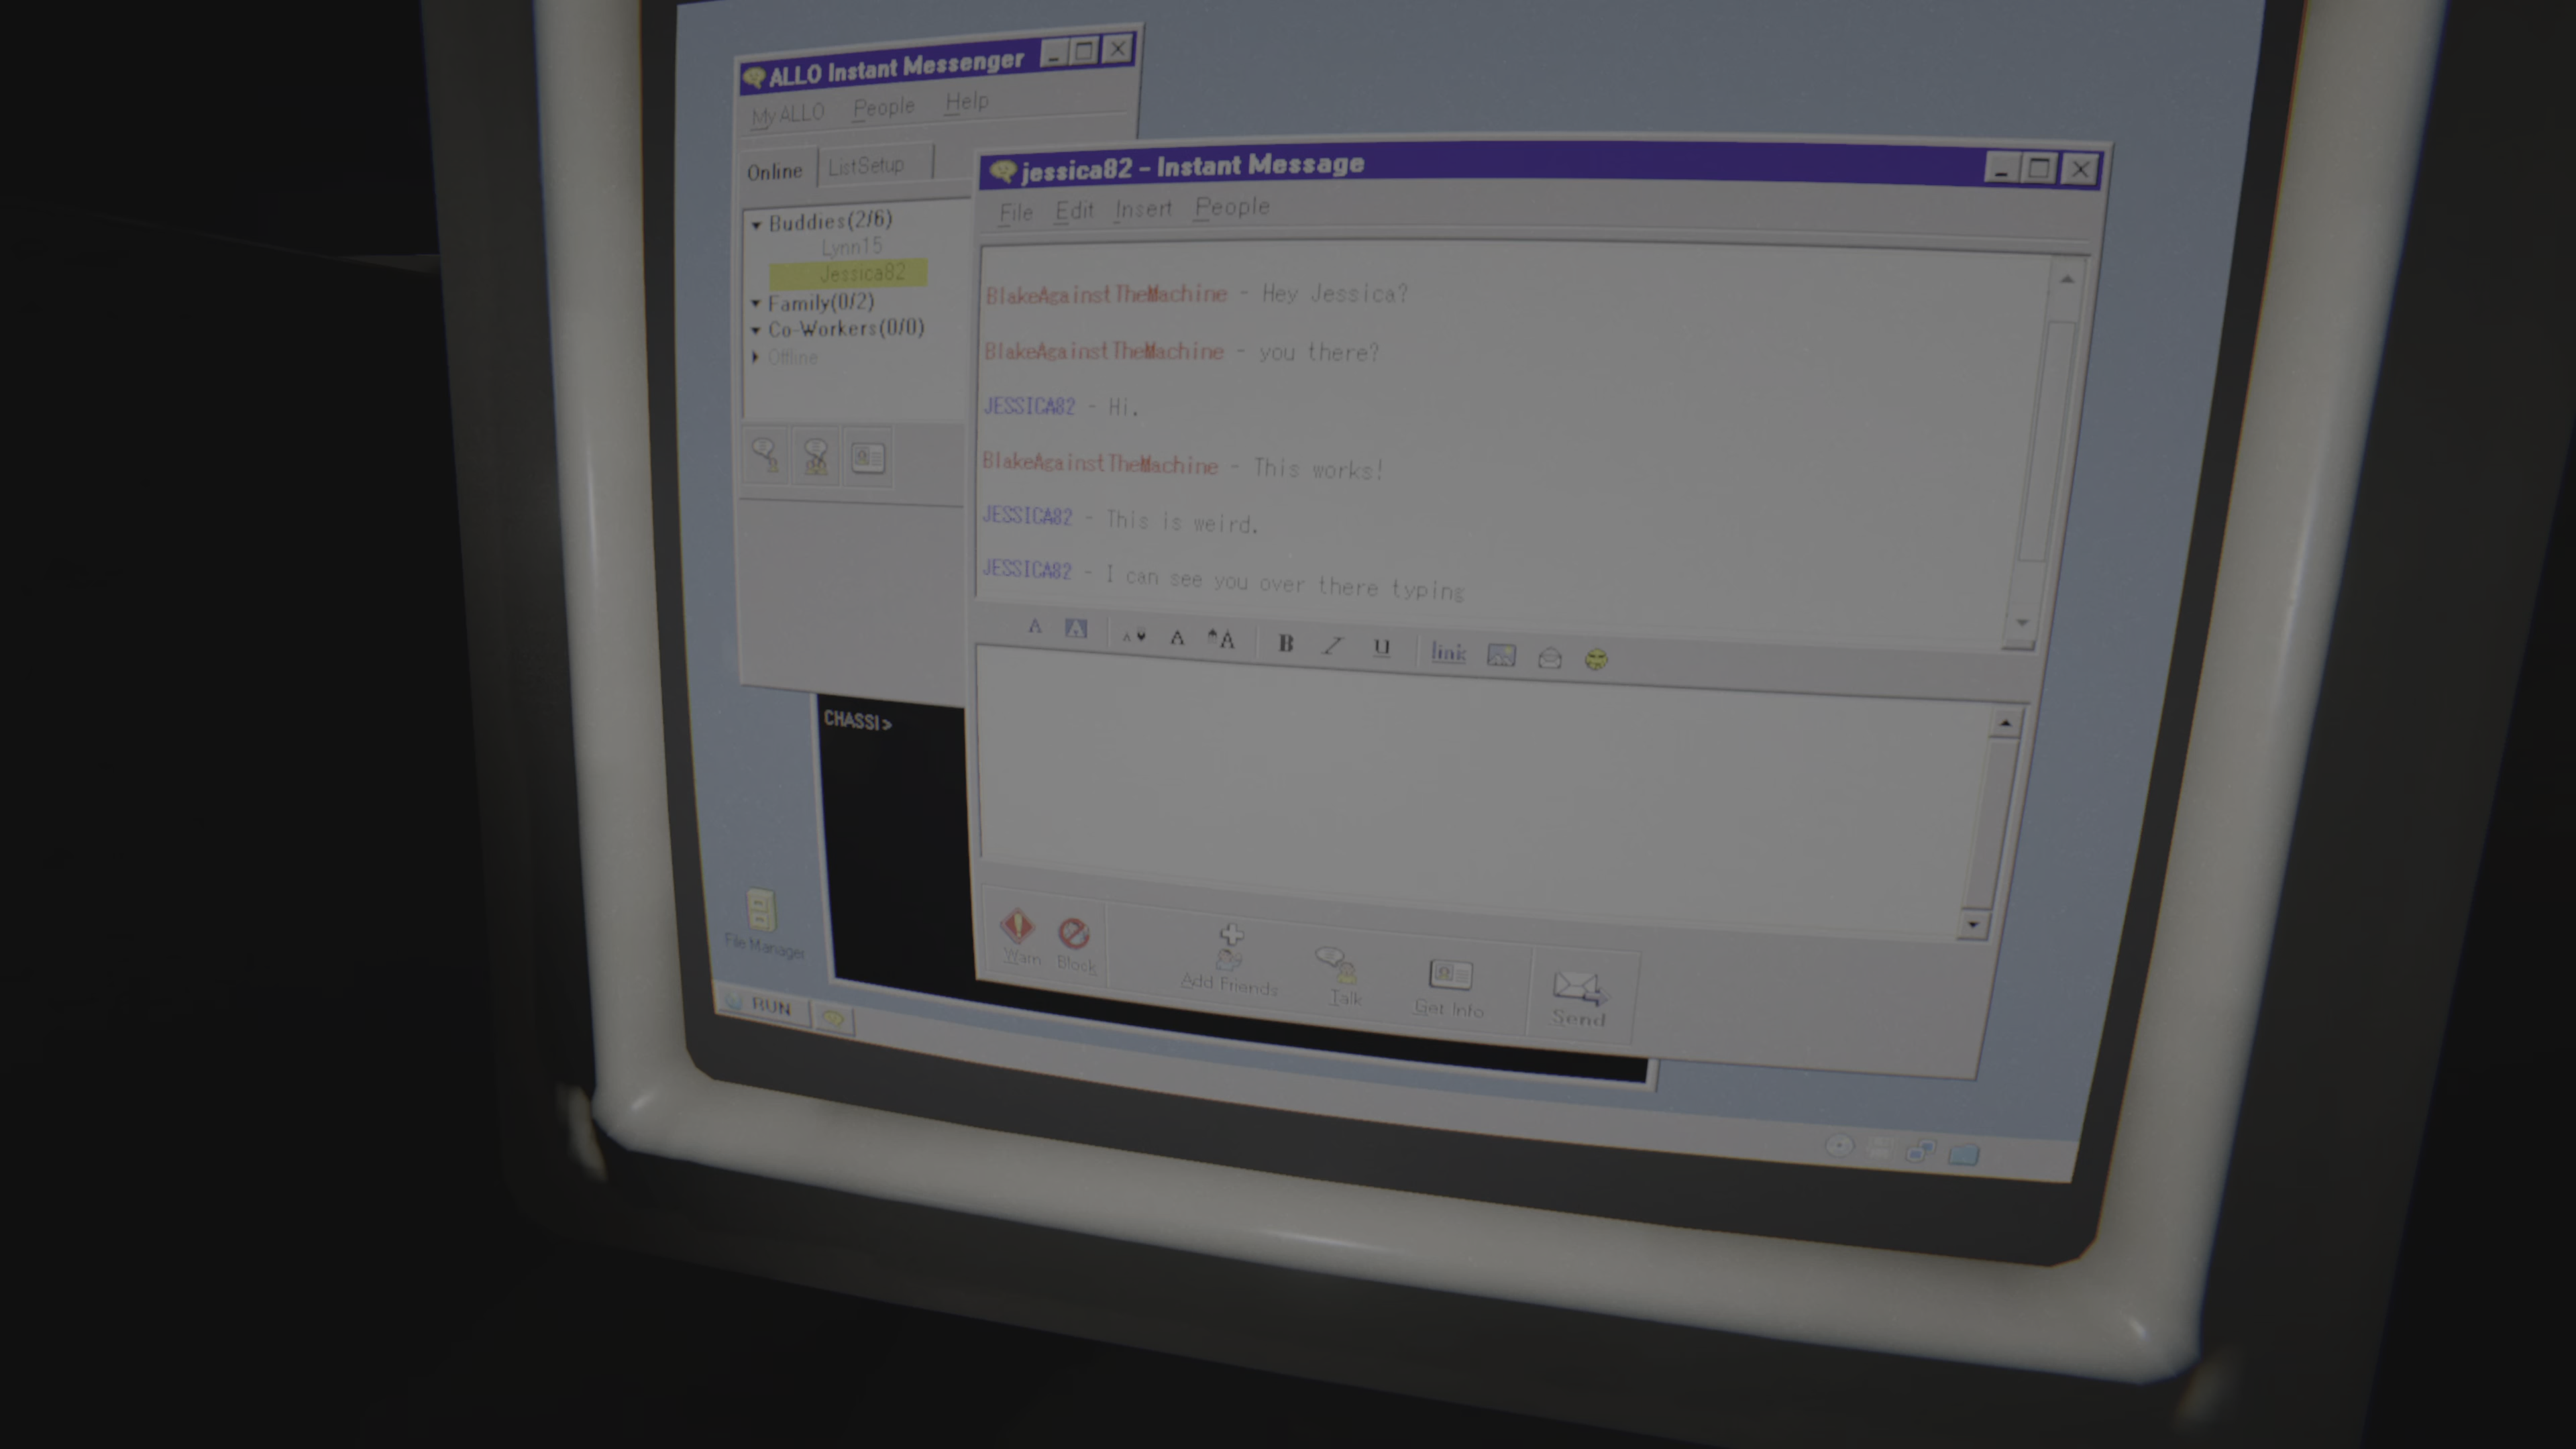 ALLO Instant Messenger
My ALLO People Help
Online ListSetup
Buddies(2/6)
Lynn15
Jessica82
Family(0/2)
Co-Workers(0/0)
Offline
jessica82 - Instant Message
File Edit Insert People
BlakeAgainstTheMachine - Hey Jessica?
BlakeAgainstTheMachine - you there?
JESSICA82 - Hi.
BlakeAgainstTheMachine - This works!
JESSICA82 - This is weird.
JESSICA82 - I can see you over there typing
A A A A A B I U link
Warn Block Add Friends Talk Get Info Send
CHASSI>
File Manager
RUN